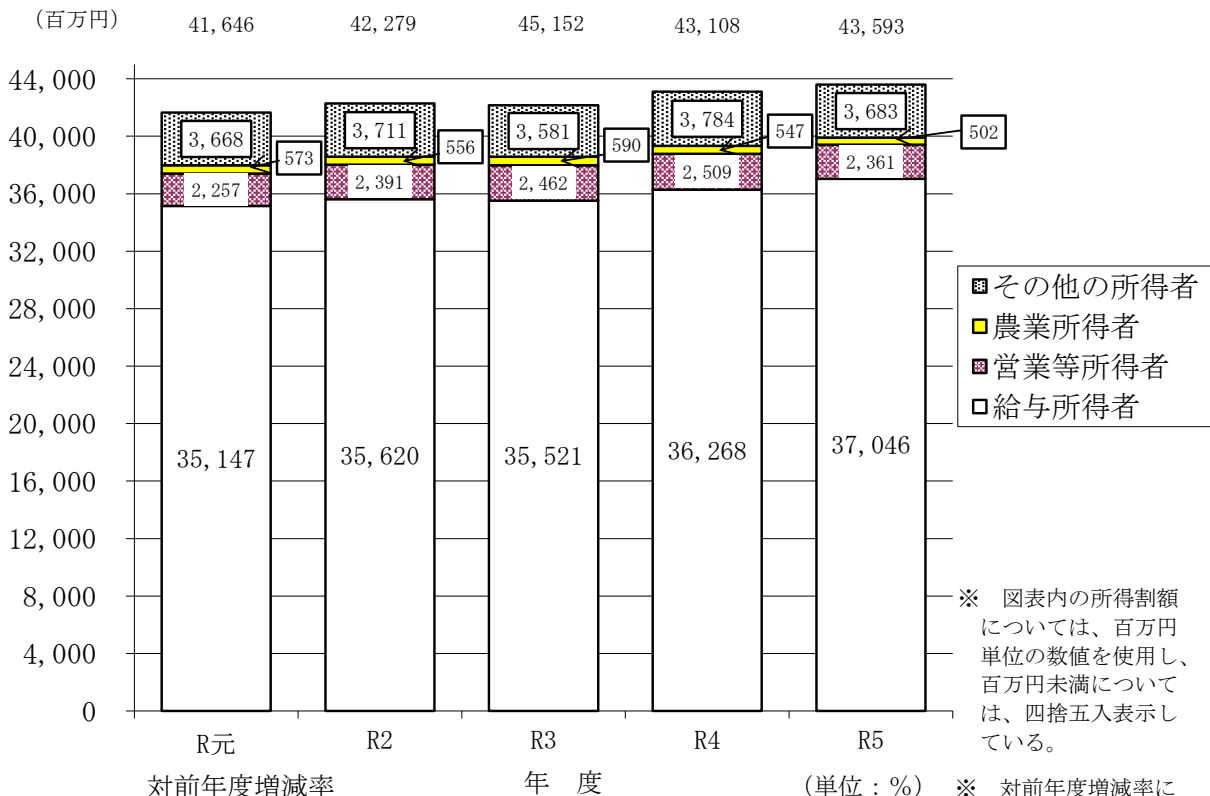 (百万円)
41,646 42,279 45,152 43,108 43,593
44,000
40,000
36,000
32,000
28,000
24,000
20,000
16,000
12,000
8,000
4,000
0
3,668 3,711 3,581 3,784 3,683
573 556 590 547 502
2,257 2,391 2,462 2,509 2,361
35,147 35,620 35,521 36,268 37,046
その他の所得者
農業所得者
営業等所得者
給与所得者
R元 R2 R3 R4 R5
対前年度増減率 年 度 (単位:%)
※ 図表内の所得割額
については、百万円
単位の数値を使用し、
百万円未満について
は、四捨五入表示し
ている。
※ 対前年度増減率に